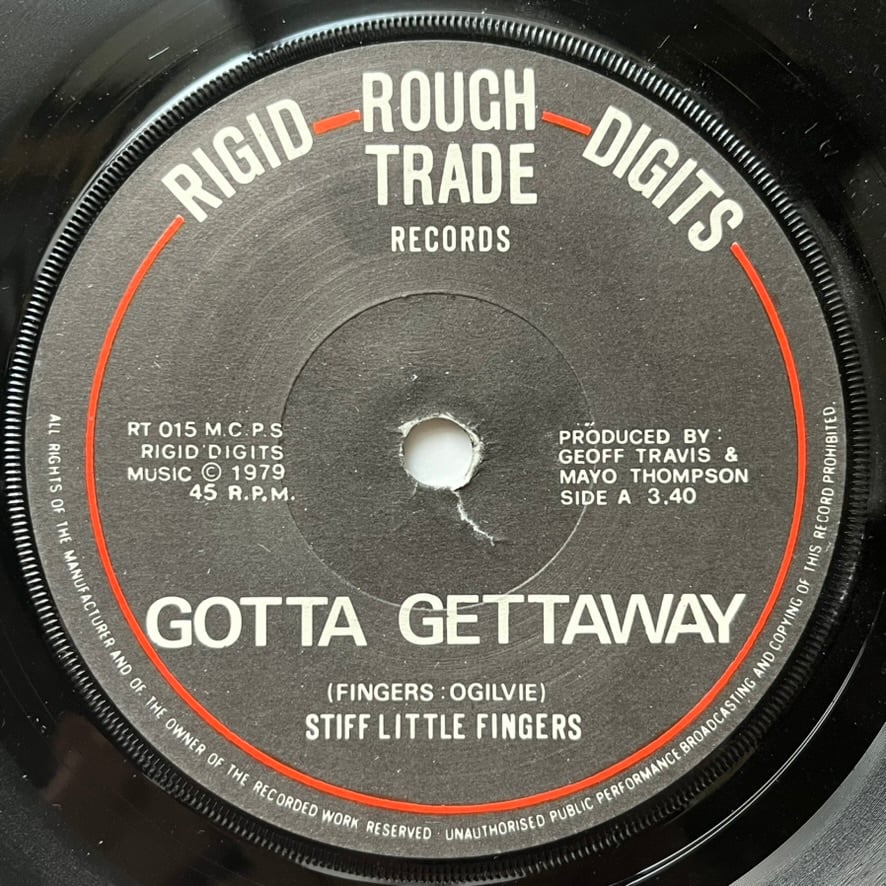 RIGID ROUGH DIGITS
TRADE
RECORDS
RT 015 M.C.P.S
RIGID DIGITS
MUSIC © 1979
45 R.P.M.
PRODUCED BY :
GEOFF TRAVIS &
MAYO THOMPSON
SIDE A 3.40
GOTTA GETTAWAY
(FINGERS : OGILVIE)
STIFF LITTLE FINGERS
ALL RIGHTS OF THE MANUFACTURER AND OF THE OWNER OF THE RECORDED WORK RESERVED UNAUTHORISED PUBLIC PERFORMANCE BROADCASTING AND COPYING OF THIS RECORD PROHIBITED.